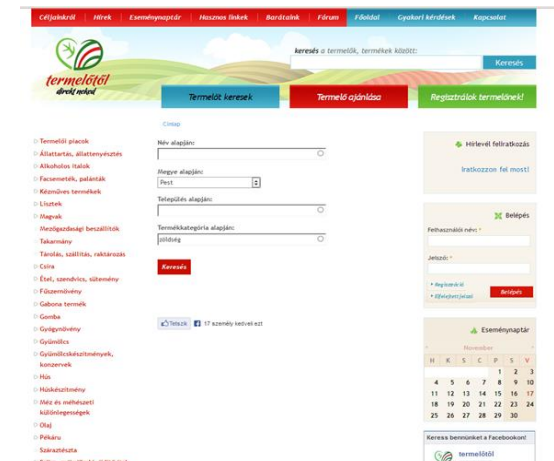 Céljainkról Hírek Eseménynaptár Hasznos linkek Barátaink Fórum Főoldal Gyakori kérdések Kapcsolat
termelőtől
direkt neked
keresés a termelők, termékek között:
Keresés
Termelőt keresek
Termelő ajánlása
Regisztrálok termelőnek!
Címlap
Termelői piacok
Állattartás, állattenyésztés
Alkoholos italok
Facsemeték, palánták
Kézműves termékek
Lisztek
Magvak
Mezőgazdasági beszállítók
Takarmány
Tárolás, szállítás, raktározás
Csíra
Étel, szendvics, sütemény
Fűszernövény
Gabona termék
Gomba
Gyógynövény
Gyümölcs
Gyümölcskészítmények,
konzervek
Hús
Húskészítmény
Méz és méhészeti
különlegességek
Olaj
Pékáru
Száraztészta
Név alapján:
Megye alapján:
Pest
Település alapján:
Termékkategória alapján:
zöldség
Keresés
Tetszik 17 személy kedveli ezt
Hírlevél feliratkozás
Iratkozzon fel most!
Belépés
Felhasználói név: *
Jelszó: *
Regisztráció
Elfelejtett jelszó
Belépés
Eseménynaptár
« November »
H K S C P S V
1 2 3
4 5 6 7 8 9 10
11 12 13 14 15 16 17
18 19 20 21 22 23 24
25 26 27 28 29 30
Keress bennünket a Facebookon!
termelőtől